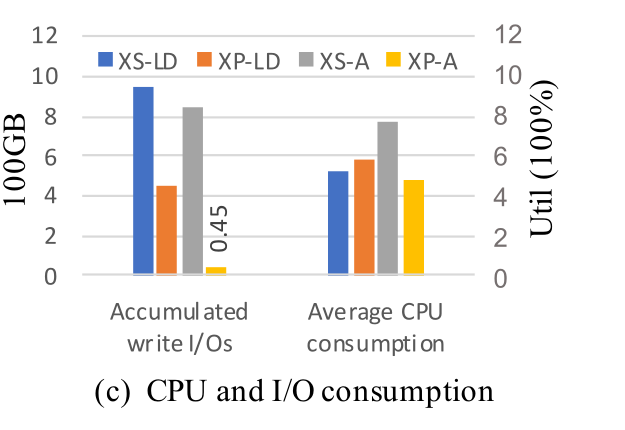 12
10
8
6
4
2
0
100GB
XS-LD XP-LD XS-A XP-A
0.45
12
10
8
6
4
2
0
Util (100%)
Accumulated
write I/Os
Average CPU
consumption
(c) CPU and I/O consumption